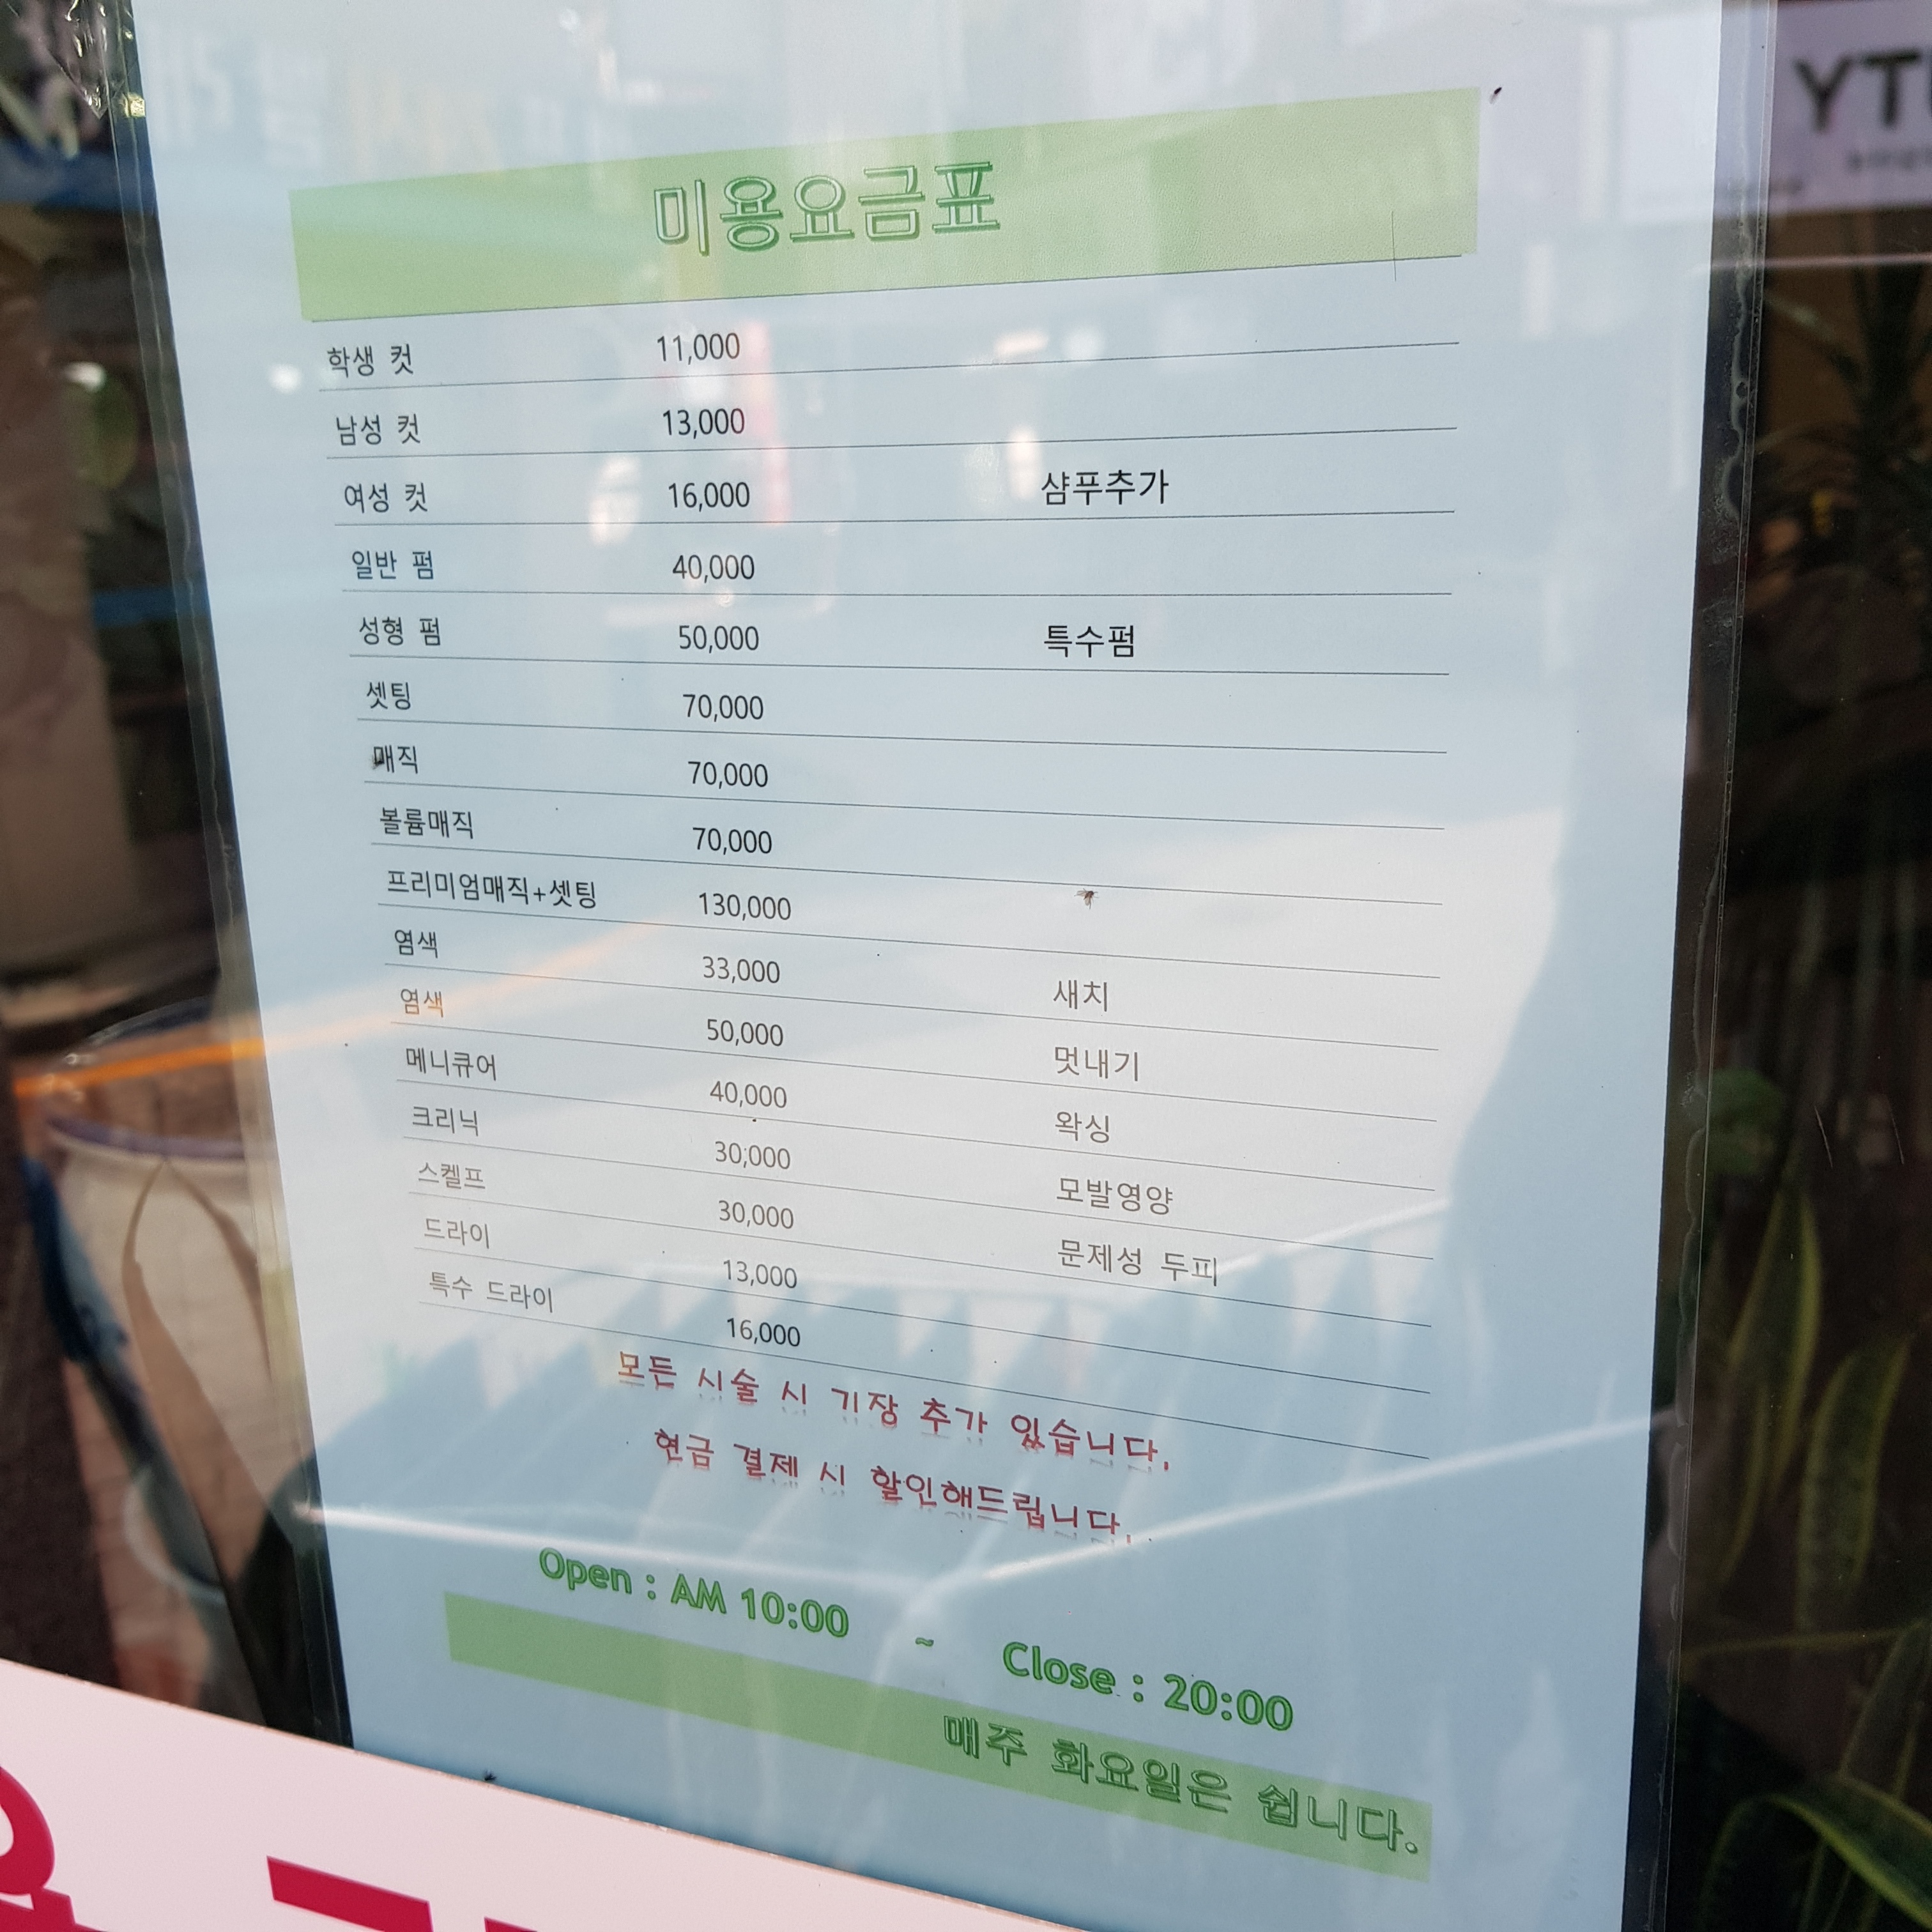 미용요금표
학생 컷 11,000
남성 컷 13,000
여성 컷 16,000 샴푸추가
일반 펌 40,000
성형 펌 50,000 특수펌
셋팅 70,000
매직 70,000
볼륨매직 70,000
프리미엄매직+셋팅 130,000
염색 33,000 새치
염색 50,000 멋내기
메니큐어 40,000 왁싱
크리닉 30,000 모발영양
스켈프 30,000 문제성 두피
드라이 13,000
특수 드라이 16,000
모든 시술 시 기장 추가 있습니다.
현금 결제 시 할인해드립니다.
Open : AM 10:00 ~ Close : 20:00
매주 화요일은 쉽니다.